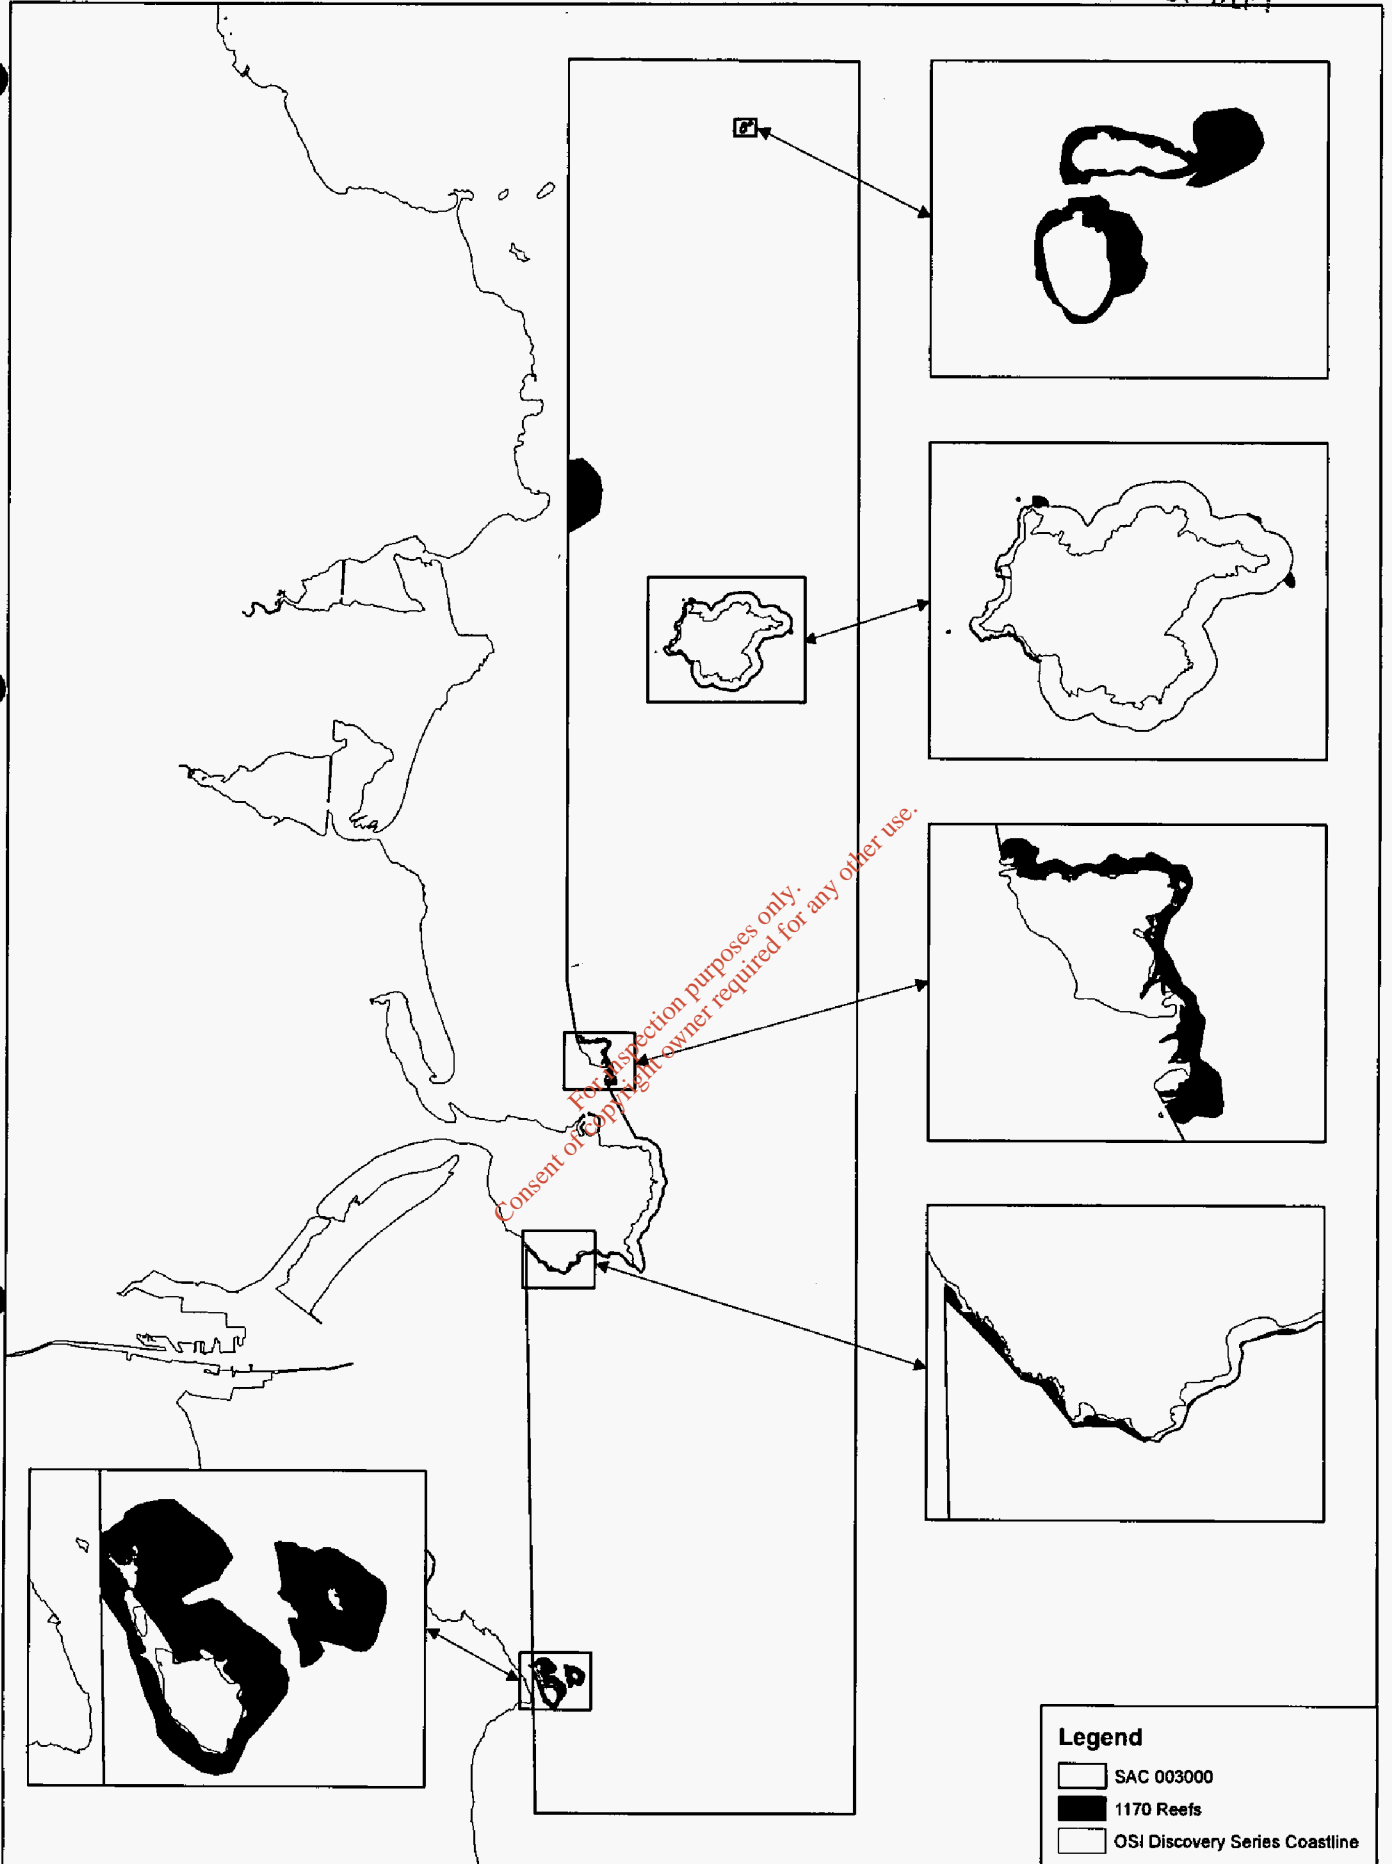 For inspection purposes only.
Consent of copyright owner required for any other use.
Legend
SAC 003000
1170 Reefs
OSI Discovery Series Coastline